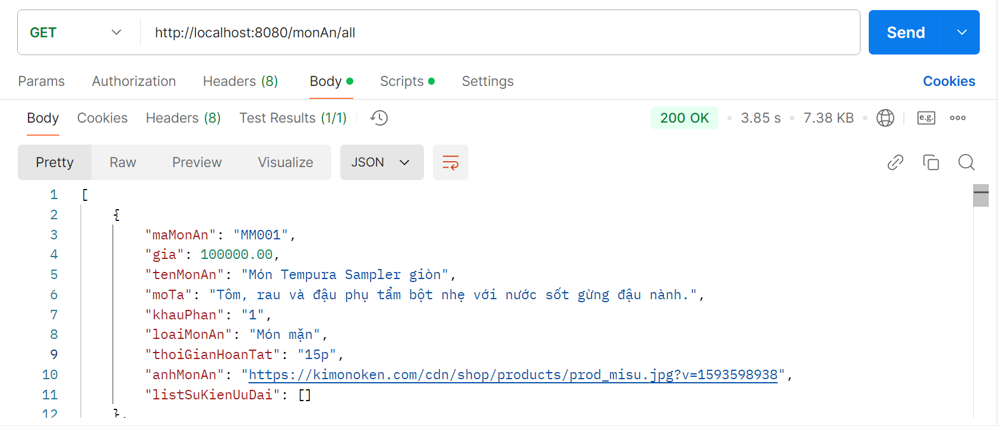 GET http://localhost:8080/monAn/all Send
Params Authorization Headers (8) Body Scripts Settings Cookies
Body Cookies Headers (8) Test Results (1/1) 200 OK 3.85 s 7.38 KB e.g.
Pretty Raw Preview Visualize JSON
1 [
2 {
3 "maMonAn": "MM001",
4 "gia": 100000.00,
5 "tenMonAn": "Món Tempura Sampler giòn",
6 "moTa": "Tôm, rau và đậu phụ tẩm bột nhẹ với nước sốt gừng đậu nành.",
7 "khauPhan": "1",
8 "loaiMonAn": "Món mặn",
9 "thoiGianHoanTat": "15p",
10 "anhMonAn": "https://kimonoken.com/cdn/shop/products/prod_misu.jpg?v=1593598938",
11 "listSuKienUuDai": []
12 },